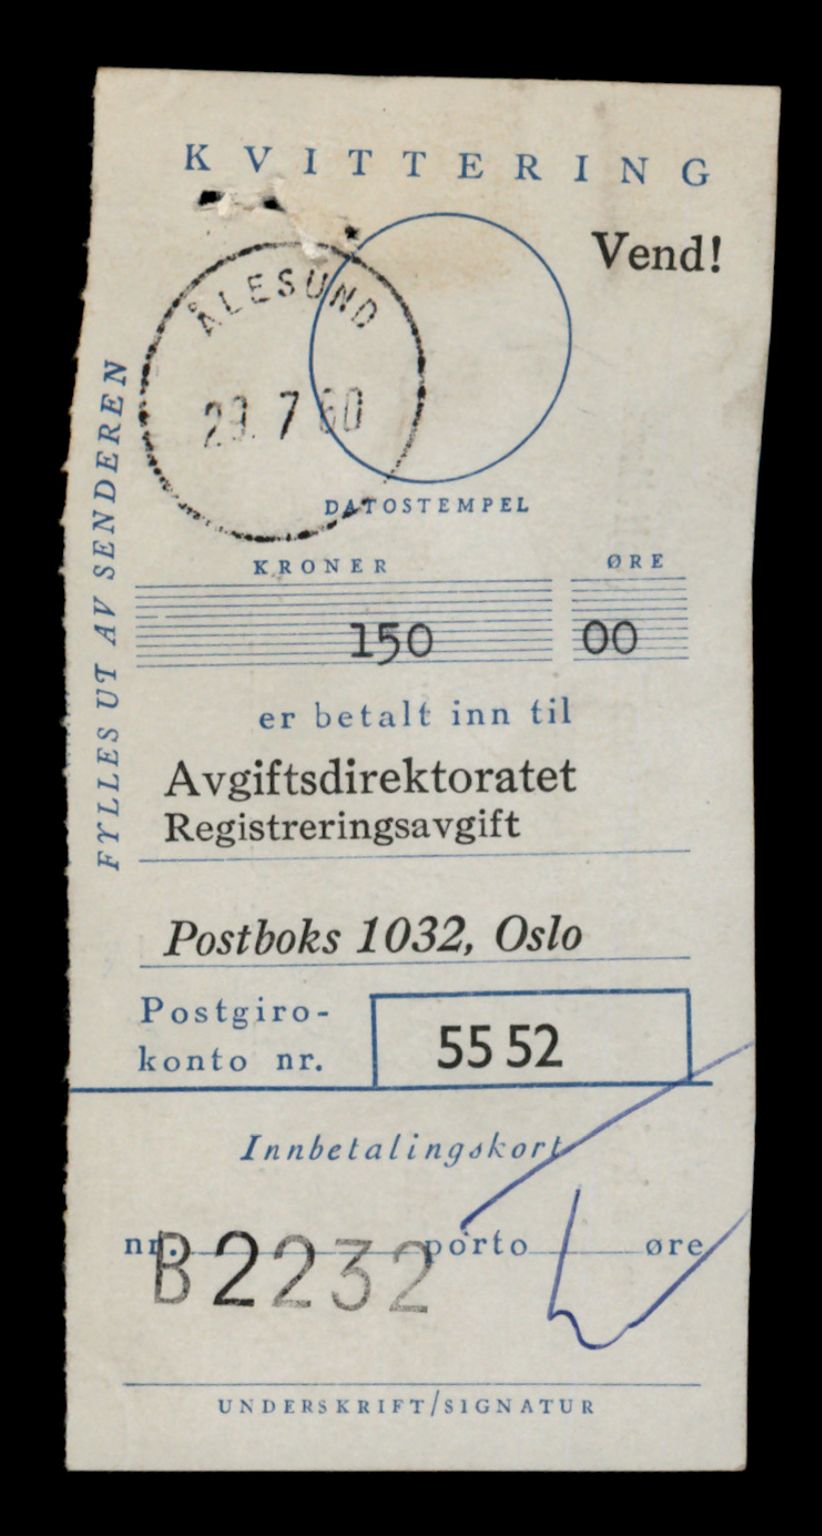 KVITTERING
Vend!
ÅLESUND
29. 7 60
DATOSTEMPEL
FYLLES UT AV SENDEREN
KRONER ØRE
150 00
er betalt inn til
Avgiftsdirektoratet
Registreringsavgift
Postboks 1032, Oslo
Postgiro-
konto nr.
55 52
Innbetalingskort
nr. porto øre
B2232
UNDERSKRIFT/SIGNATUR